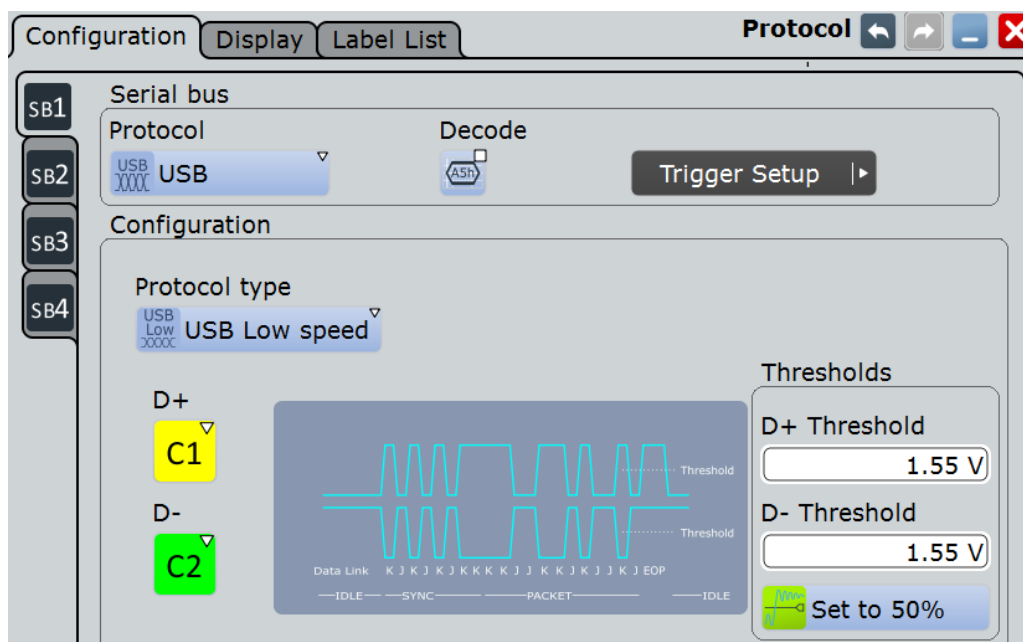 Configuration Display Label List Protocol
SB1
SB2
SB3
SB4
Serial bus
Protocol Decode
USB USB A5h Trigger Setup
Configuration
Protocol type
USB Low USB Low speed
D+
C1
D-
C2
Threshold
Threshold
Data Link K J K J K J K K K K J J K K J K J J K J EOP
IDLE SYNC PACKET IDLE
Thresholds
D+ Threshold
1.55 V
D- Threshold
1.55 V
Set to 50%